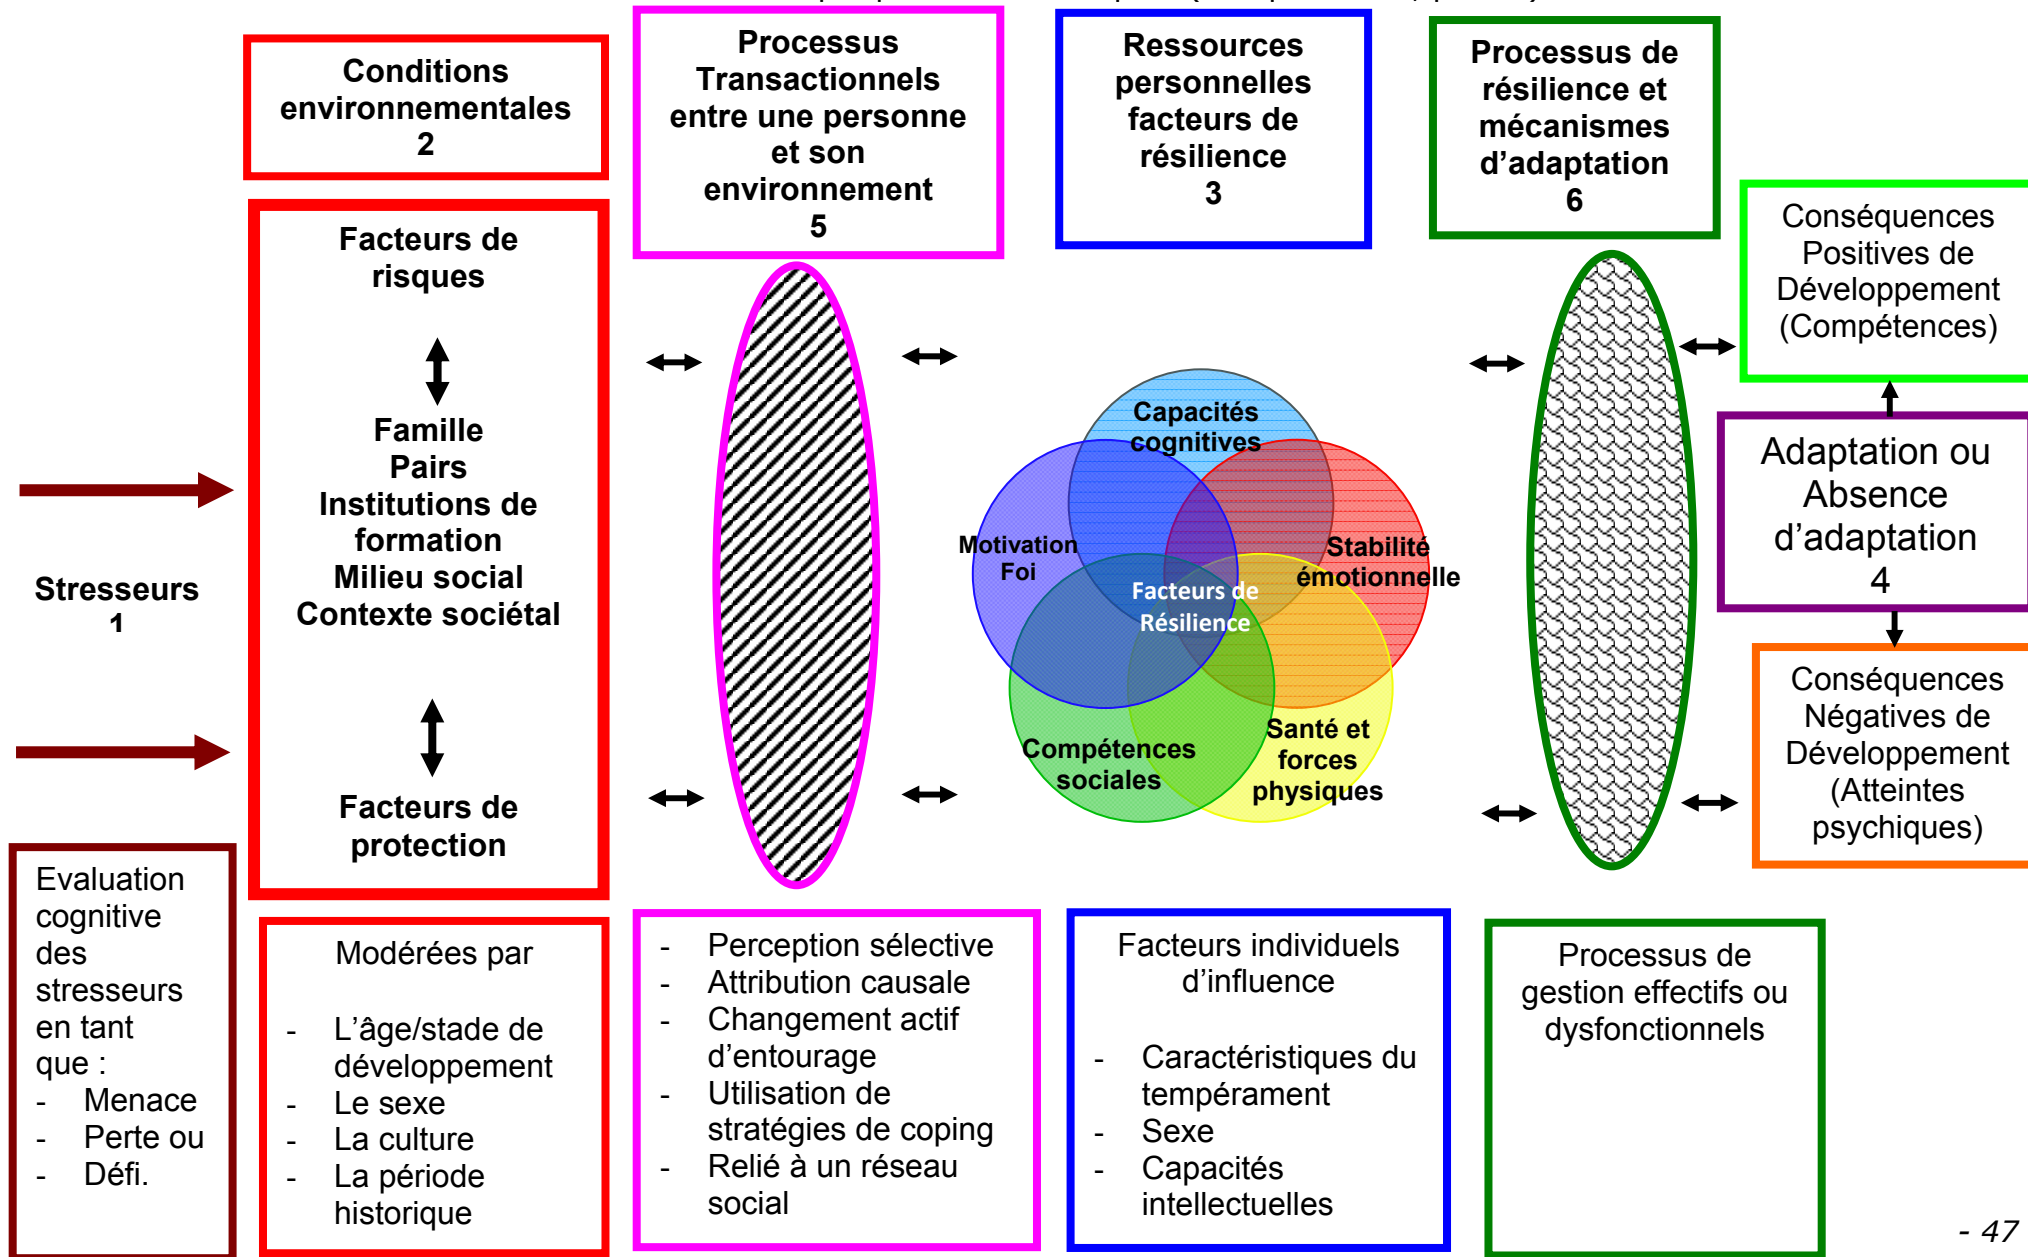 Conditions
environnementales
2
Processus
Transactionnels
entre une personne
et son
environnement
5
Ressources
personnelles
facteurs de
résilience
3
Processus de
résilience et
mécanismes
d’adaptation
6
Stresseurs
1
Facteurs de
risques
Famille
Pairs
Institutions de
formation
Milieu social
Contexte sociétal
Facteurs de
protection
Capacités
cognitives
Motivation
Foi
Stabilité
émotionnelle
Facteurs de
Résilience
Compétences
sociales
Santé et
forces
physiques
Conséquences
Positives de
Développement
(Compétences)
Adaptation ou
Absence
d’adaptation
4
Conséquences
Négatives de
Développement
(Atteintes
psychiques)
Evaluation
cognitive
des
stresseurs
en tant
que :
- Menace
- Perte ou
- Défi.
Modérées par
- L’âge/stade de
développement
- Le sexe
- La culture
- La période
historique
- Perception sélective
- Attribution causale
- Changement actif
d’entourage
- Utilisation de
stratégies de coping
- Relié à un réseau
social
Facteurs individuels
d’influence
- Caractéristiques du
tempérament
- Sexe
- Capacités
intellectuelles
Processus de
gestion effectifs ou
dysfonctionnels
- 47